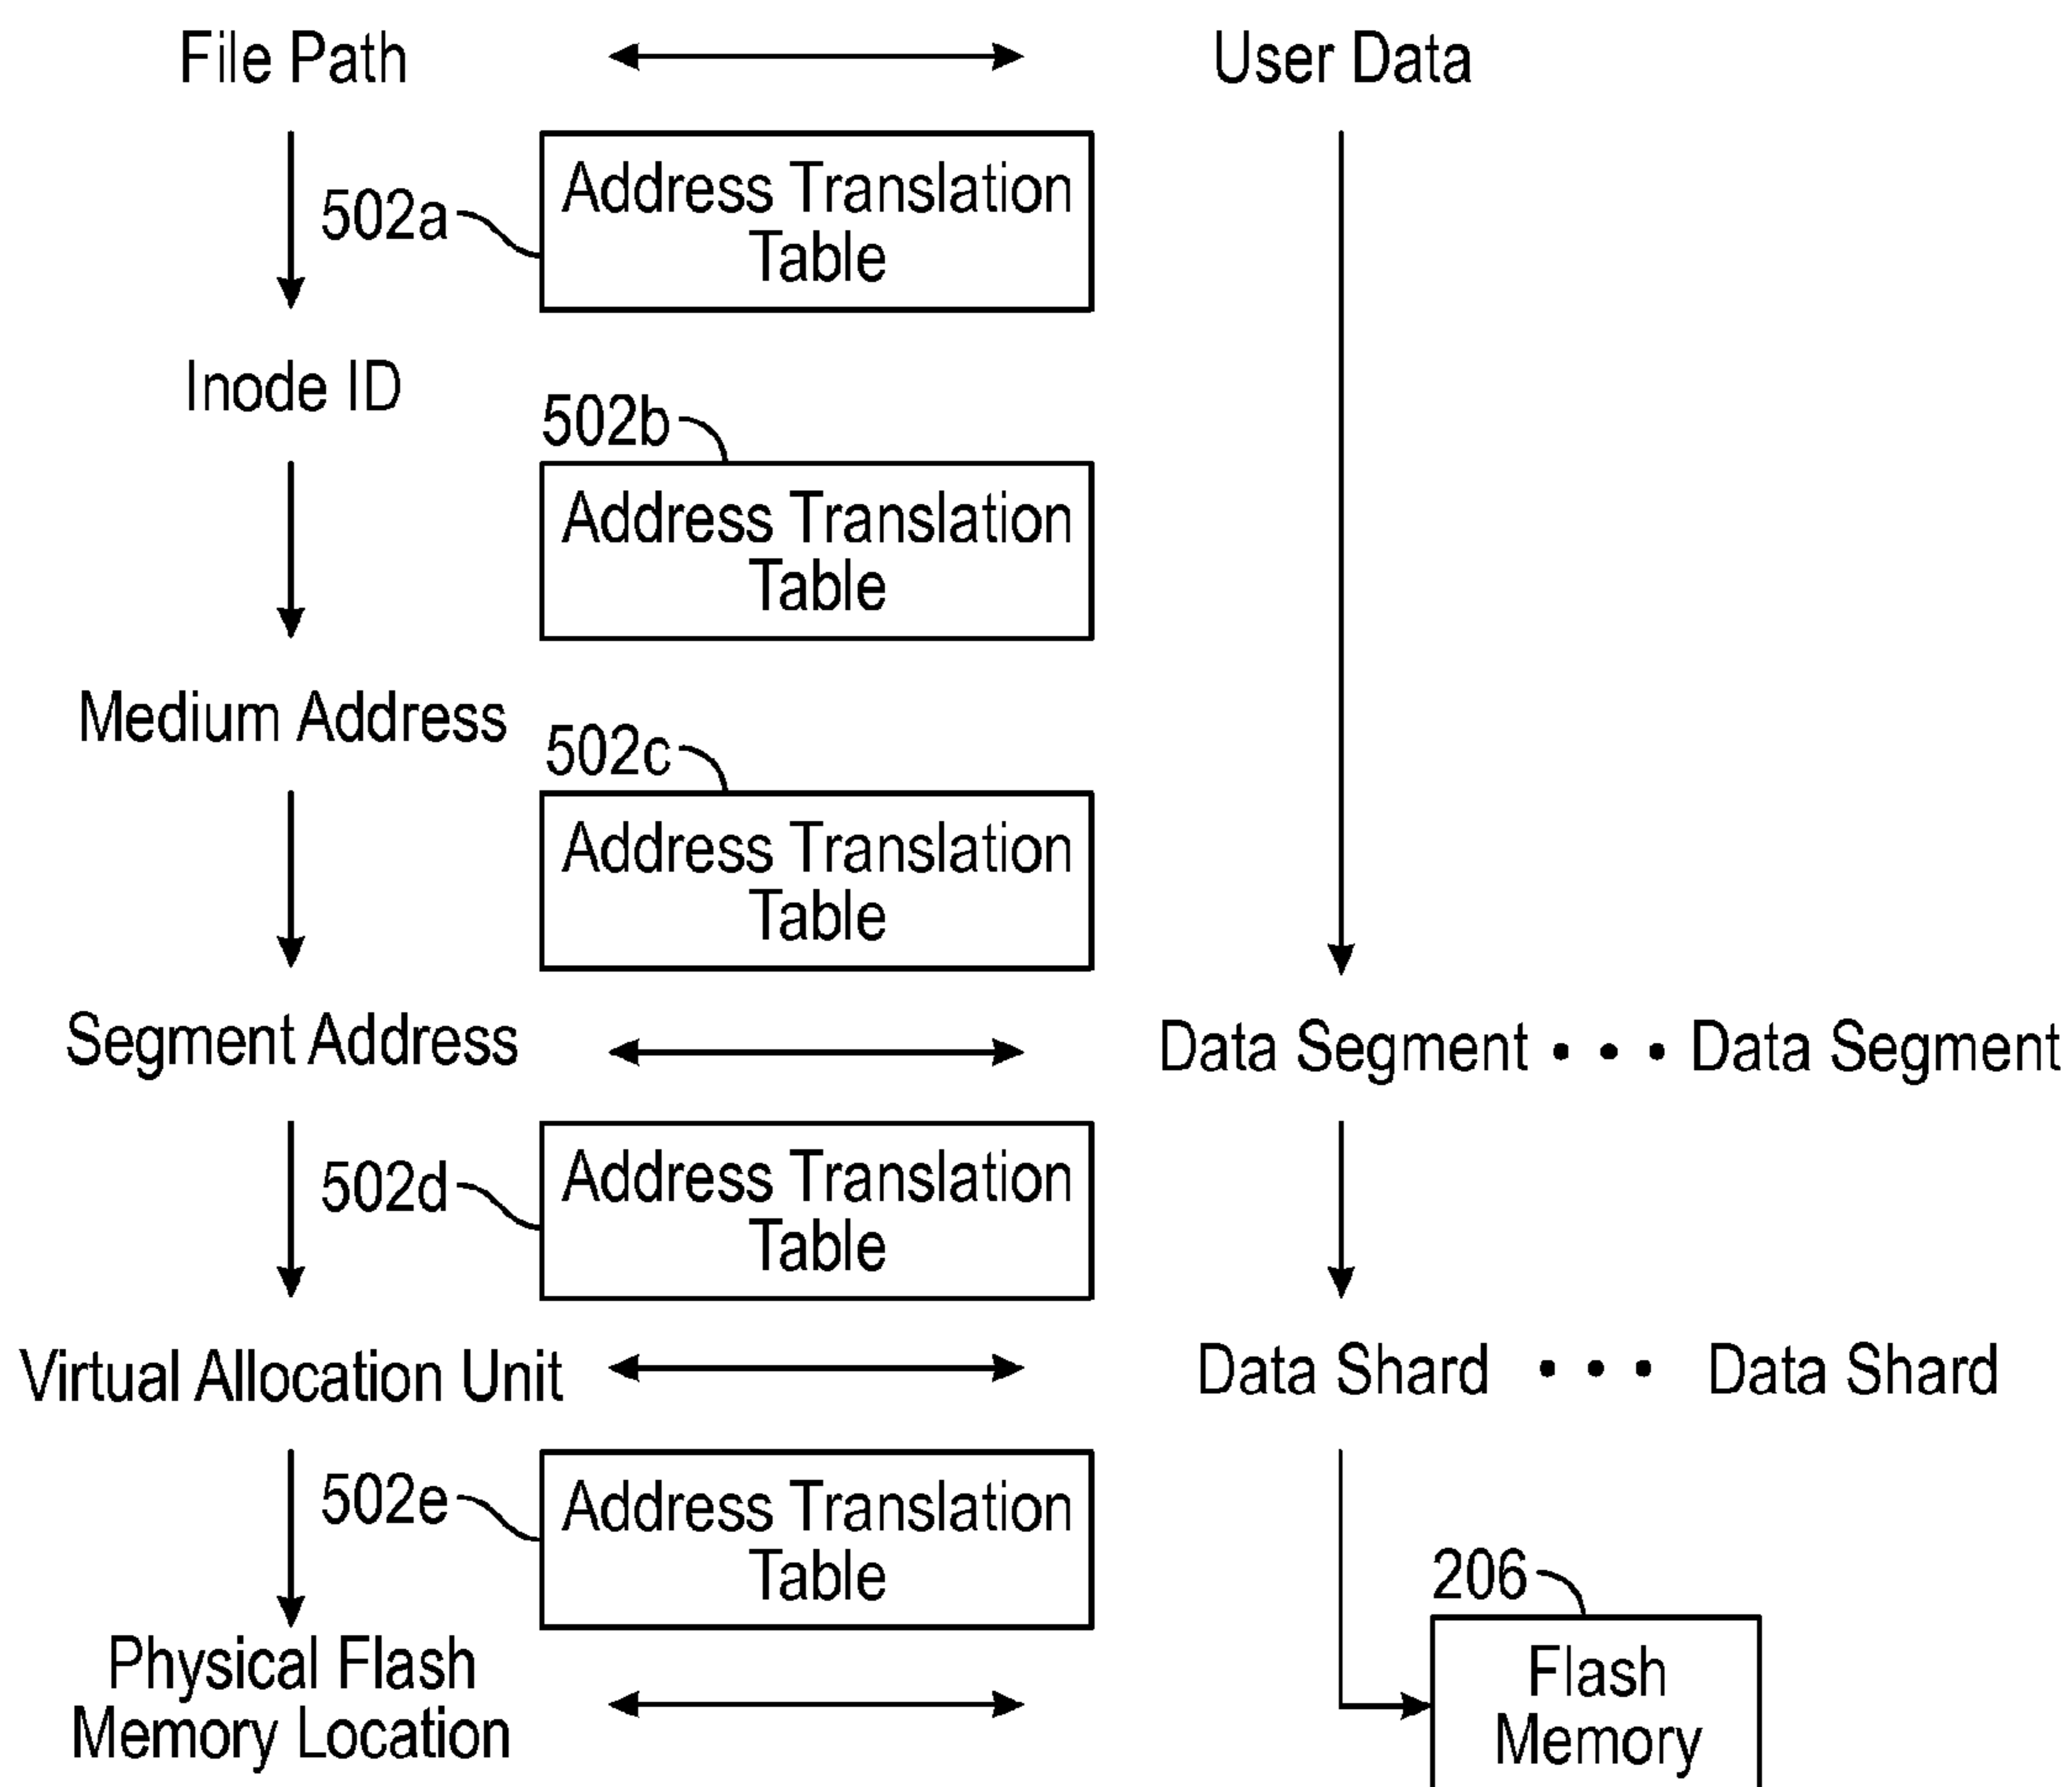 File Path
User Data
502a
Address Translation
Table
Inode ID
502b
Address Translation
Table
Medium Address
502c
Address Translation
Table
Segment Address
Data Segment • • • Data Segment
502d
Address Translation
Table
Virtual Allocation Unit
Data Shard • • • Data Shard
502e
Address Translation
Table
206
Physical Flash
Memory Location
Flash
Memory